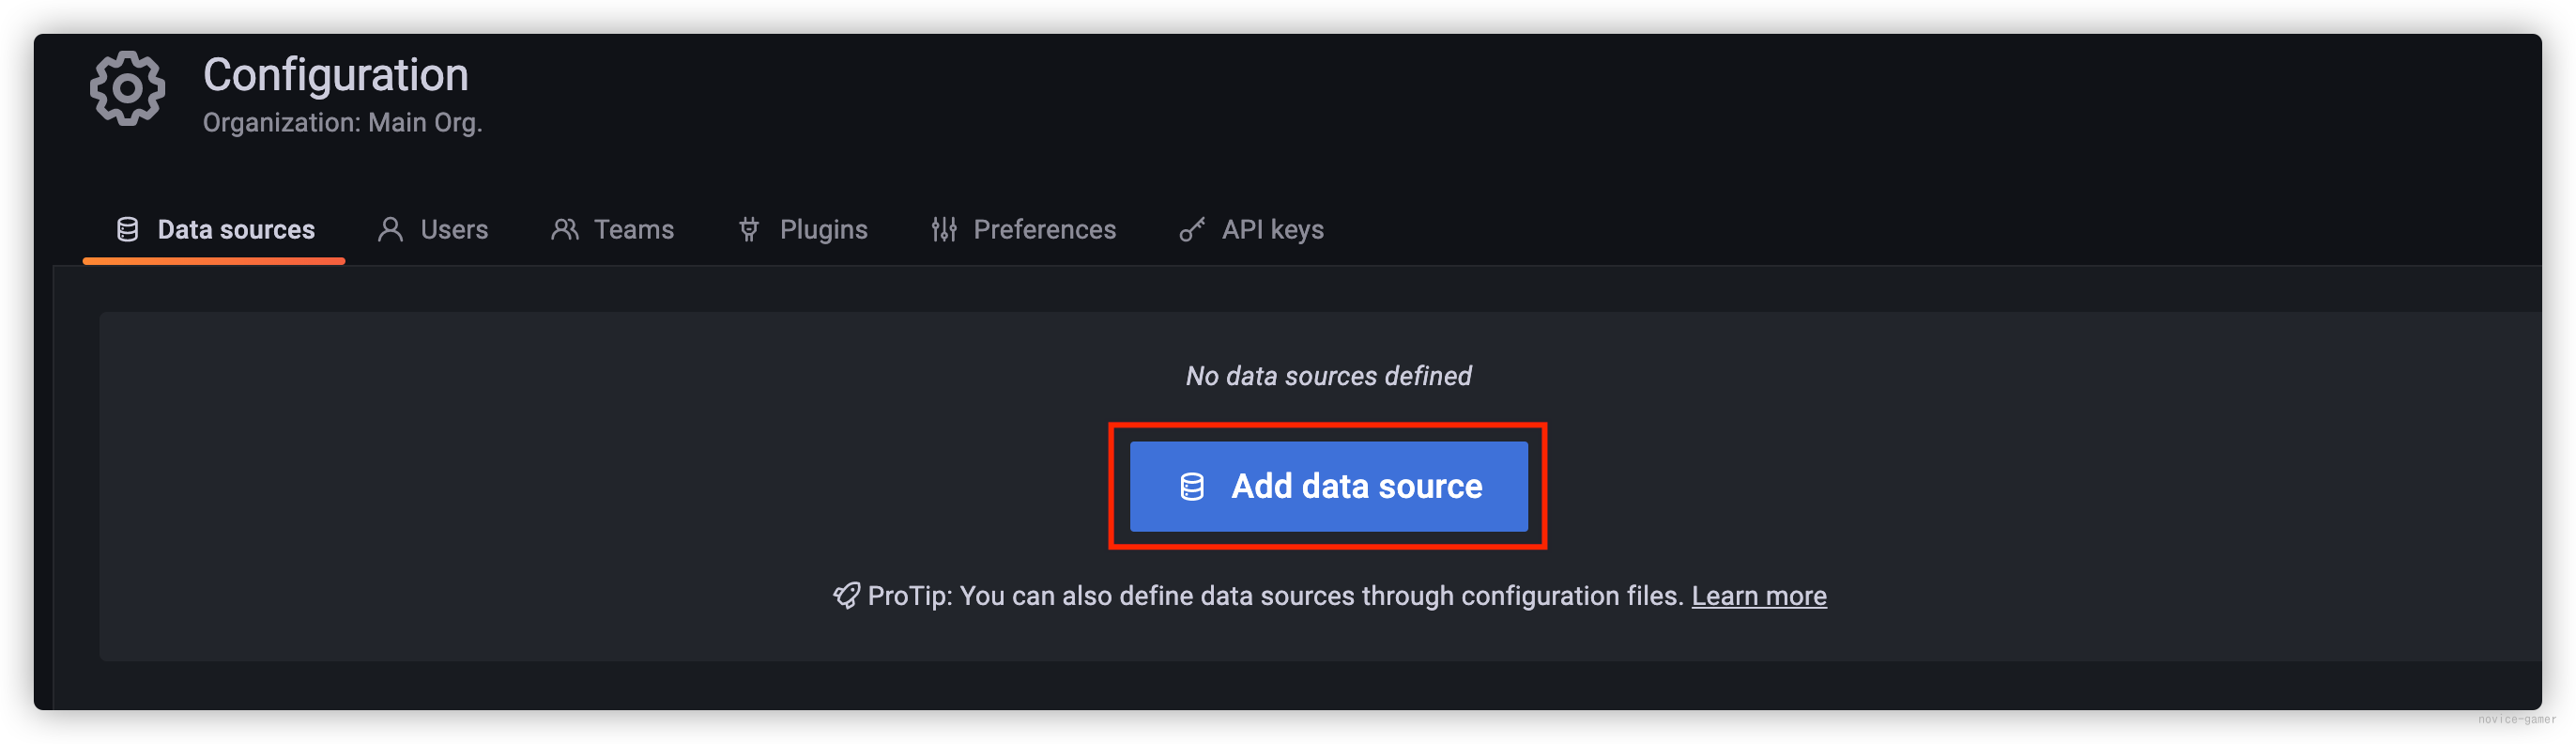 Configuration
Organization: Main Org.
Data sources Users Teams Plugins Preferences API keys
No data sources defined
Add data source
ProTip: You can also define data sources through configuration files. Learn more
novice-gamer